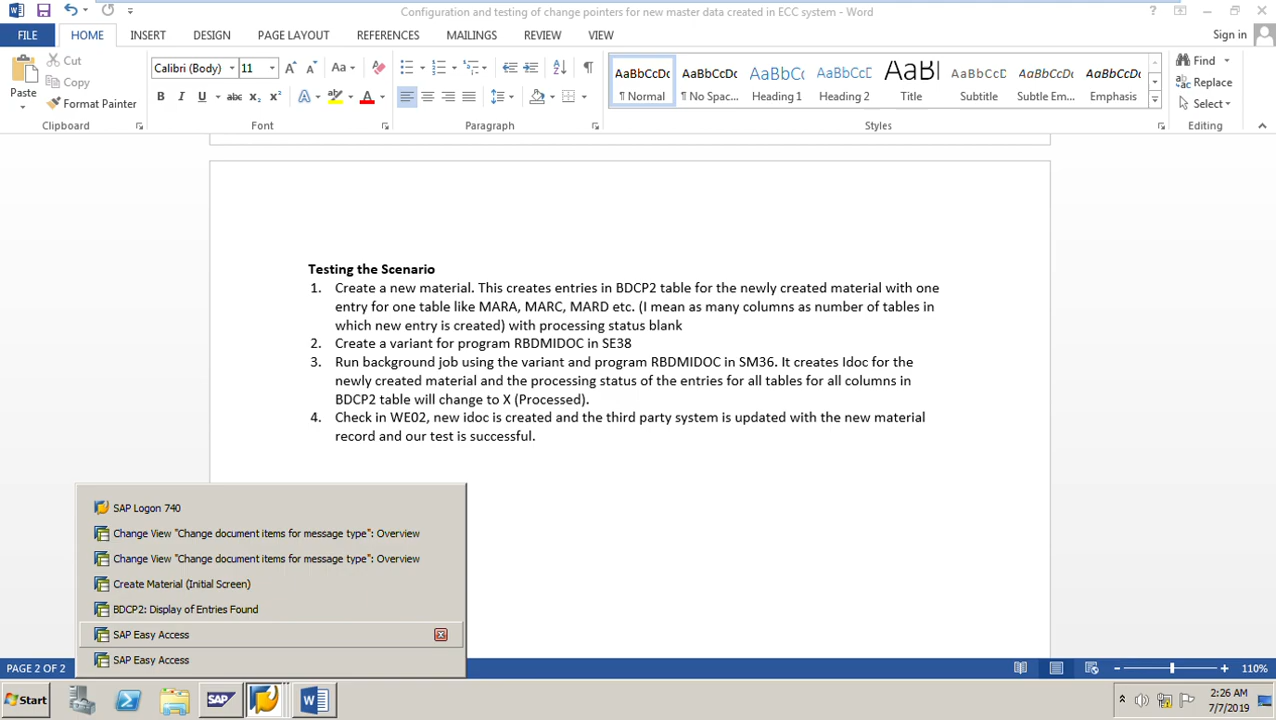 Configuration and testing of change pointers for new master data created in ECC system - Word
FILE HOME INSERT DESIGN PAGE LAYOUT REFERENCES MAILINGS REVIEW VIEW Sign in
Paste
Cut
Copy
Format Painter
Clipboard
Calibri (Body) 11
Font
Paragraph
AaBbCcDc AaBbCcDc AaBbCc AaBbCcD AaBl AaBbCcD AaBbCcDc AaBbCcDc
¶ Normal ¶ No Spac... Heading 1 Heading 2 Title Subtitle Subtle Em... Emphasis
Styles
Find
Replace
Select
Editing
Testing the Scenario
1. Create a new material. This creates entries in BDCP2 table for the newly created material with one
entry for one table like MARA, MARC, MARD etc. (I mean as many columns as number of tables in
which new entry is created) with processing status blank
2. Create a variant for program RBDMIDOC in SE38
3. Run background job using the variant and program RBDMIDOC in SM36. It creates Idoc for the
newly created material and the processing status of the entries for all tables for all columns in
BDCP2 table will change to X (Processed).
4. Check in WE02, new idoc is created and the third party system is updated with the new material
record and our test is successful.
SAP Logon 740
Change View "Change document items for message type": Overview
Change View "Change document items for message type": Overview
Create Material (Initial Screen)
BDCP2: Display of Entries Found
SAP Easy Access
SAP Easy Access
PAGE 2 OF 2
110%
Start
SAP
2:26 AM
7/7/2019